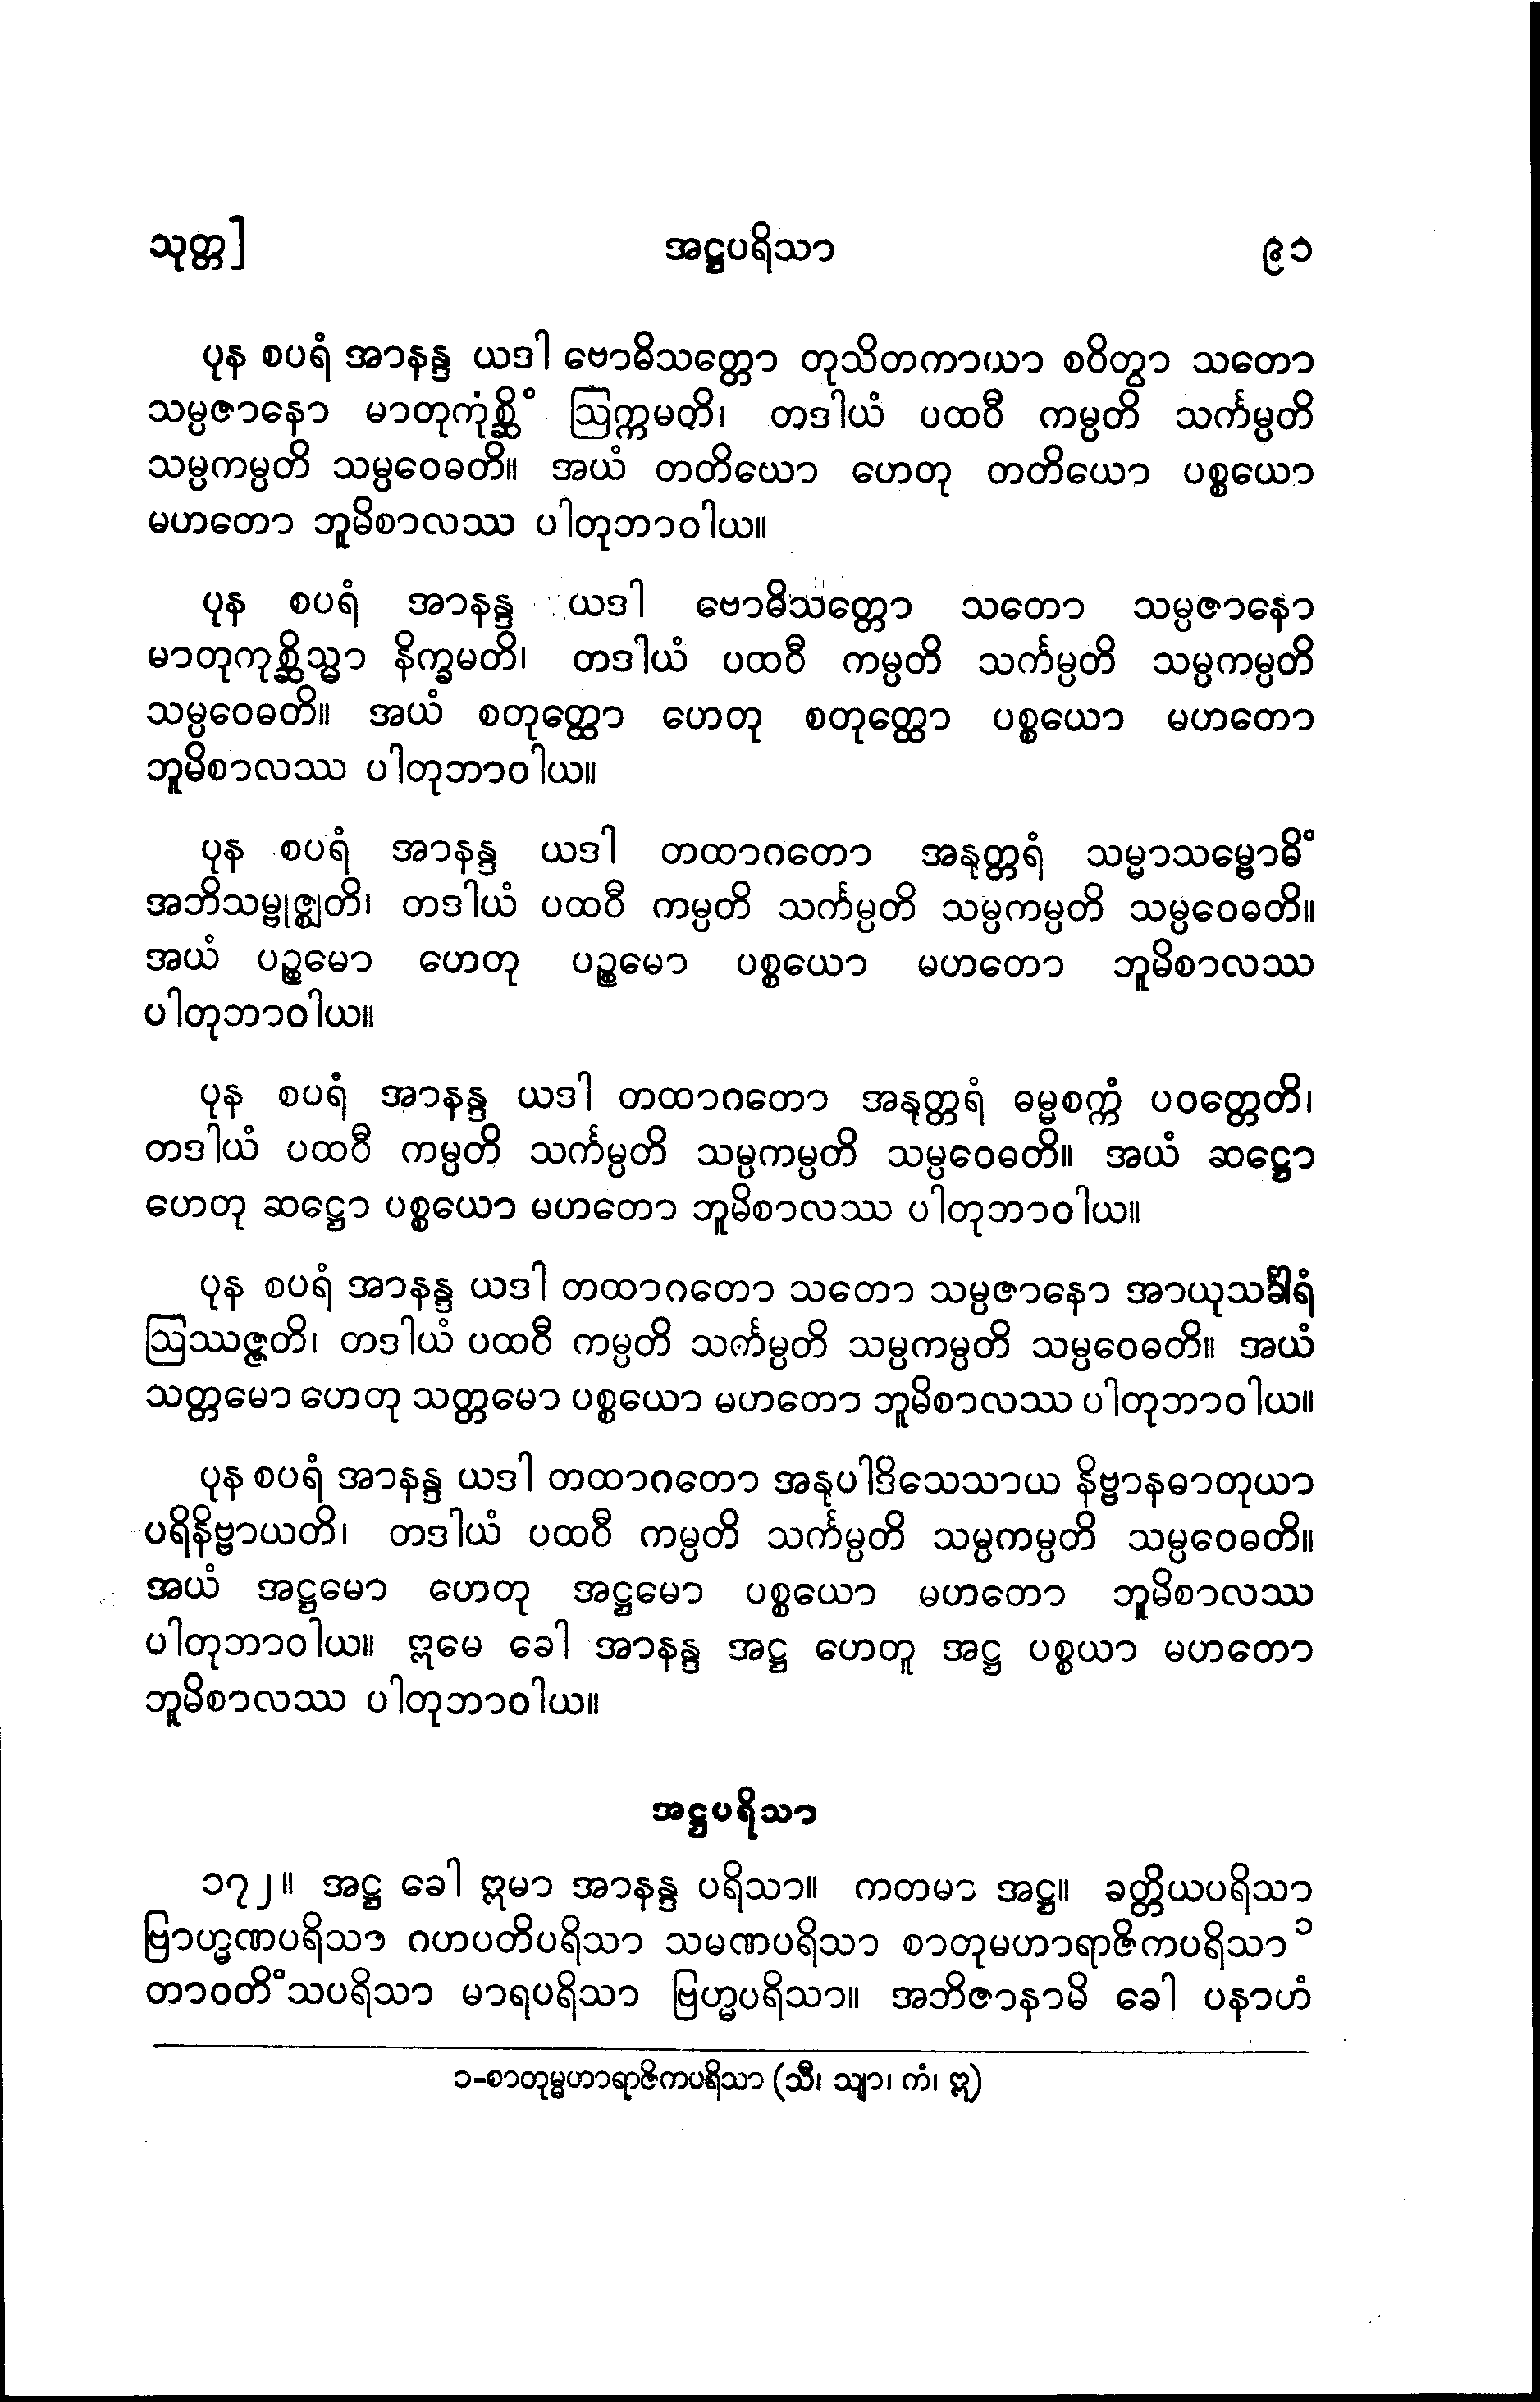 သုတ္တ] အဋ္ဌပရိသာ ၉၁
ပုန စပရံ အာနန္ဒ ယဒါ ဗောဓိသတ္တော တုသိတကာယာ စဝိတွာ သတော
သမ္ပဇာနော မာတုကုံစ္ဆိံ ဩက္ကမတိ၊ တဒါယံ ပထဝီ ကမ္ပတိ သင်္ကမ္ပတိ
သမ္ပကမ္ပတိ သမ္ပဝေဓတိ။ အယံ တတိယော ဟေတု တတိယော ပစ္စယော
မဟတော ဘူမိစာလဿ ပါတုဘာဝါယ။
ပုန စပရံ အာနန္ဒ ယဒါ ဗောဓိသတ္တော သတော သမ္ပဇာနော
မာတုကုစ္ဆိသ္မာ နိက္ခမတိ၊ တဒါယံ ပထဝီ ကမ္ပတိ သင်္ကမ္ပတိ သမ္ပကမ္ပတိ
သမ္ပဝေဓတိ။ အယံ စတုတ္ထော ဟေတု စတုတ္ထော ပစ္စယော မဟတော
ဘူမိစာလဿ ပါတုဘာဝါယ။
ပုန စပရံ အာနန္ဒ ယဒါ တထာဂတော အနုတ္တရံ သမ္မာသမ္ဗောဓိံ
အဘိသမ္ဗုဇ္ဈတိ၊ တဒါယံ ပထဝီ ကမ္ပတိ သင်္ကမ္ပတိ သမ္ပကမ္ပတိ သမ္ပဝေဓတိ။
အယံ ပဉ္စမော ဟေတု ပဉ္စမော ပစ္စယော မဟတော ဘူမိစာလဿ
ပါတုဘာဝါယ။
ပုန စပရံ အာနန္ဒ ယဒါ တထာဂတော အနုတ္တရံ ဓမ္မစက္ကံ ပဝတ္တေတိ၊
တဒါယံ ပထဝီ ကမ္ပတိ သင်္ကမ္ပတိ သမ္ပကမ္ပတိ သမ္ပဝေဓတိ။ အယံ ဆဋ္ဌော
ဟေတု ဆဋ္ဌော ပစ္စယော မဟတော ဘူမိစာလဿ ပါတုဘာဝါယ။
ပုန စပရံ အာနန္ဒ ယဒါ တထာဂတော သတော သမ္ပဇာနော အာယုသင်္ခါရံ
ဩဿဇ္ဇတိ၊ တဒါယံ ပထဝီ ကမ္ပတိ သင်္ကမ္ပတိ သမ္ပကမ္ပတိ သမ္ပဝေဓတိ။ အယံ
သတ္တမော ဟေတု သတ္တမော ပစ္စယော မဟတော ဘူမိစာလဿ ပါတုဘာဝါယ။
ပုန စပရံ အာနန္ဒ ယဒါ တထာဂတော အနုပါဒိသေသာယ နိဗ္ဗာနဓာတုယာ
ပရိနိဗ္ဗာယတိ၊ တဒါယံ ပထဝီ ကမ္ပတိ သင်္ကမ္ပတိ သမ္ပကမ္ပတိ သမ္ပဝေဓတိ။
အယံ အဋ္ဌမော ဟေတု အဋ္ဌမော ပစ္စယော မဟတော ဘူမိစာလဿ
ပါတုဘာဝါယ။ ဣမေ ခေါ အာနန္ဒ အဋ္ဌ ဟေတူ အဋ္ဌ ပစ္စယာ မဟတော
ဘူမိစာလဿ ပါတုဘာဝါယ။
အဋ္ဌပရိသာ
၁၇၂။ အဋ္ဌ ခေါ ဣမာ အာနန္ဒ ပရိသာ။ ကတမာ အဋ္ဌ။ ခတ္တိယပရိသာ
ဗြာဟ္မဏပရိသာ ဂဟပတိပရိသာ သမဏပရိသာ စာတုမဟာရာဇိကပရိသာ ၁
တာဝတိံသပရိသာ မာရပရိသာ ဗြဟ္မပရိသာ။ အဘိဇာနာမိ ခေါ ပနာဟံ
၁-စာတုမ္မဟာရာဇိကပရိသာ (သီ၊ သျာ၊ ကံ၊ ဣ)